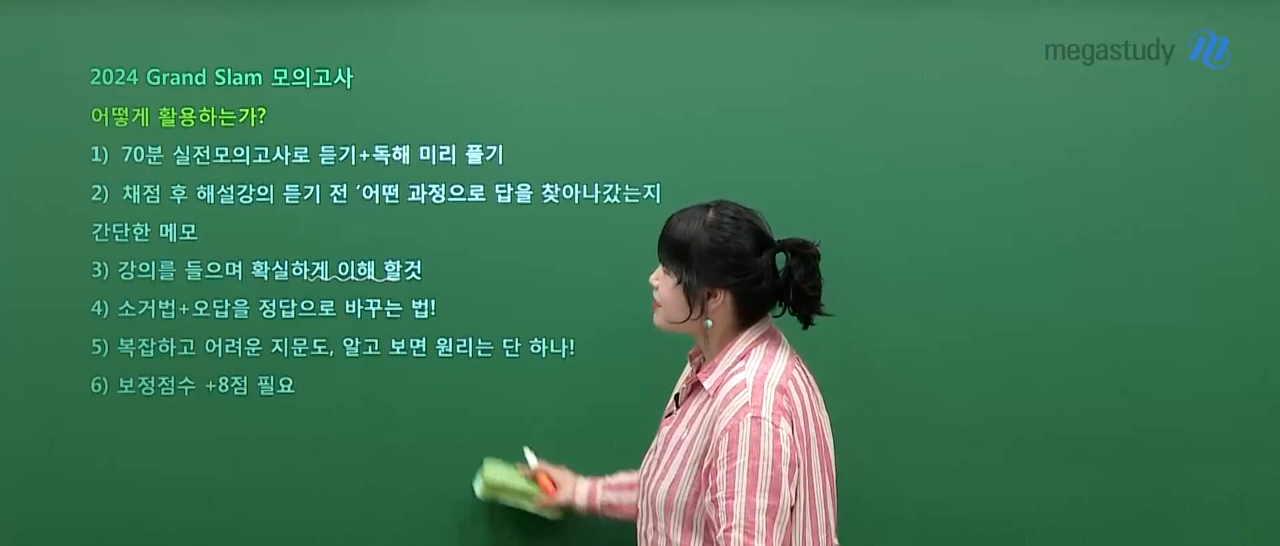 megastudy
2024 Grand Slam 모의고사
어떻게 활용하는가?
1) 70분 실전모의고사로 듣기+독해 미리 풀기
2) 채점 후 해설강의 듣기 전 ‘어떤 과정으로 답을 찾아나갔는지
간단한 메모
3) 강의를 들으며 확실하게 이해 할것
4) 소거법+오답을 정답으로 바꾸는 법!
5) 복잡하고 어려운 지문도, 알고 보면 원리는 단 하나!
6) 보정점수 +8점 필요